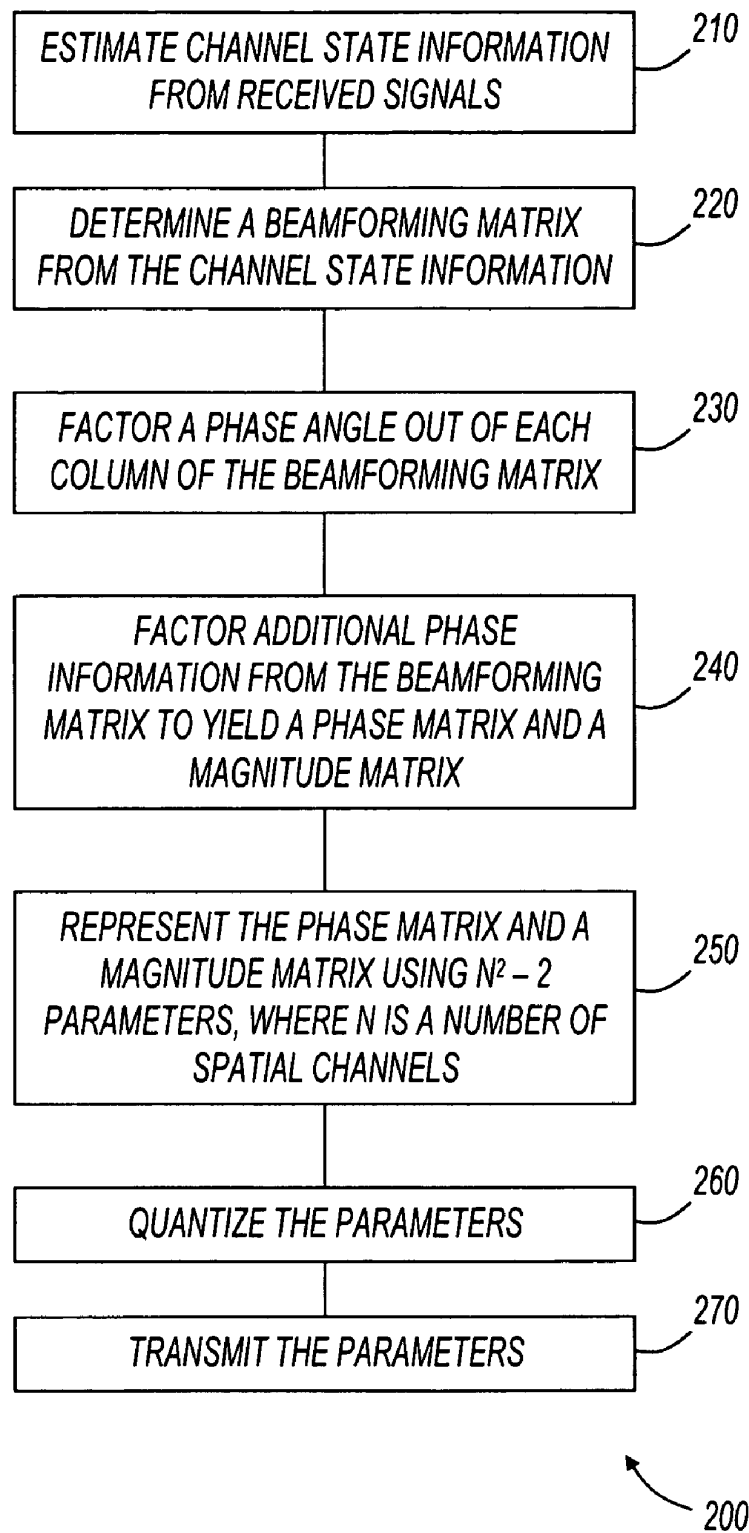 ESTIMATE CHANNEL STATE INFORMATION
FROM RECEIVED SIGNALS
210
DETERMINE A BEAMFORMING MATRIX
FROM THE CHANNEL STATE INFORMATION
220
FACTOR A PHASE ANGLE OUT OF EACH
COLUMN OF THE BEAMFORMING MATRIX
230
FACTOR ADDITIONAL PHASE
INFORMATION FROM THE BEAMFORMING
MATRIX TO YIELD A PHASE MATRIX AND A
MAGNITUDE MATRIX
240
REPRESENT THE PHASE MATRIX AND A
MAGNITUDE MATRIX USING N² – 2
PARAMETERS, WHERE N IS A NUMBER OF
SPATIAL CHANNELS
250
QUANTIZE THE PARAMETERS
260
TRANSMIT THE PARAMETERS
270
200